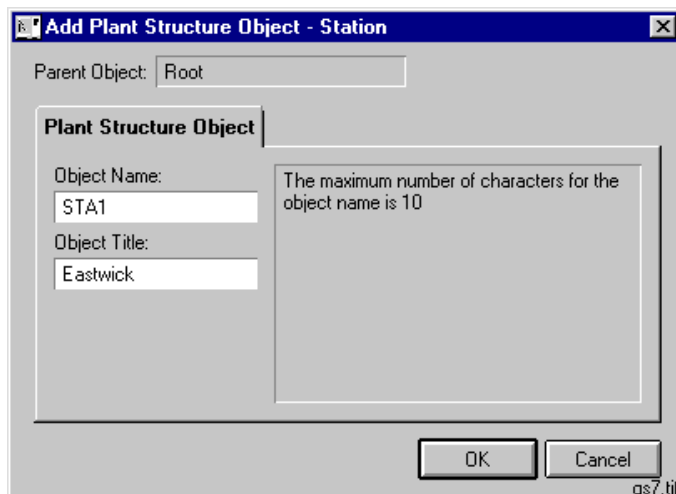 Add Plant Structure Object - Station
Parent Object: Root
Plant Structure Object
Object Name:
STA1
Object Title:
Eastwick
The maximum number of characters for the
object name is 10
OK
Cancel
gs7.tif